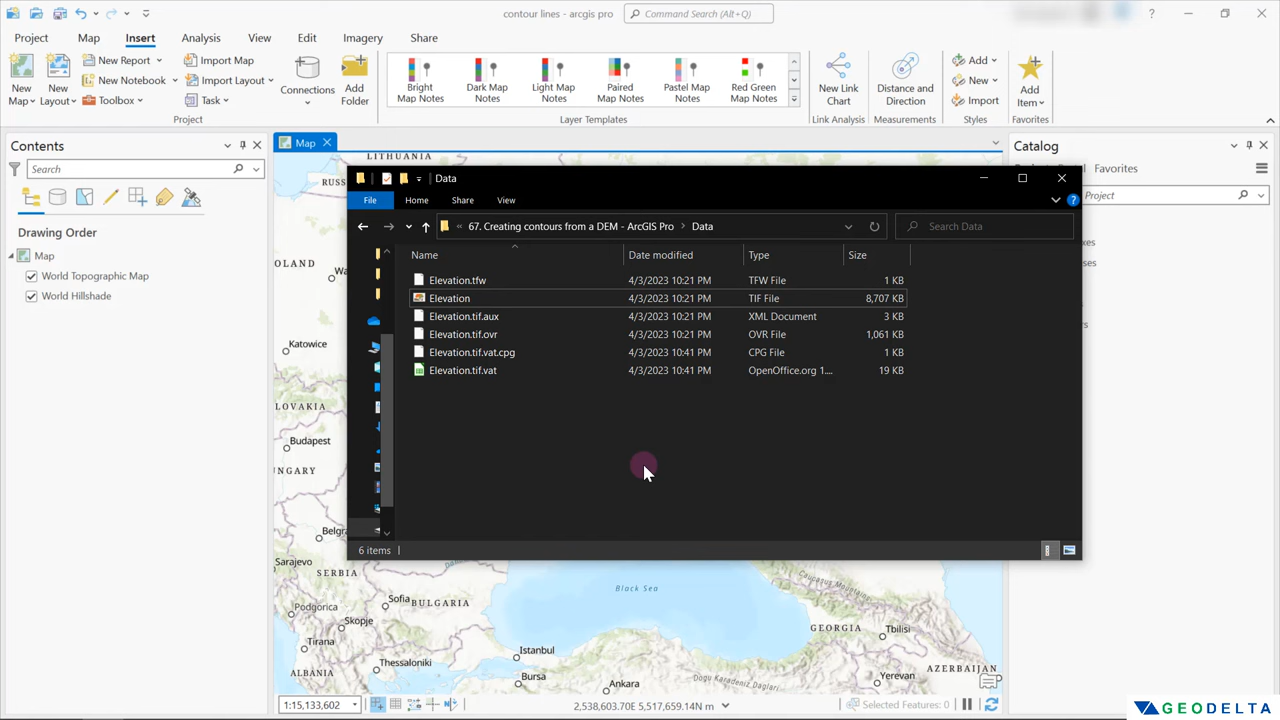 contour lines - arcgis pro
Command Search (Alt+Q)
?
Project Map Insert Analysis View Edit Imagery Share
New Map
New Layout
New Report
New Notebook
Toolbox
Import Map
Import Layout
Task
Connections
Add Folder
Project
Bright Map Notes
Dark Map Notes
Light Map Notes
Paired Map Notes
Pastel Map Notes
Red Green Map Notes
Layer Templates
New Link Chart
Link Analysis
Distance and Direction
Measurements
Add
New
Import
Styles
Add Item
Favorites
Contents
Search
Drawing Order
Map
World Topographic Map
World Hillshade
Map
LITHUANIA
RUSS
OLAND
Wa
Katowice
LOVAKIA
Budapest
NGARY
Belgr
Sarajevo
SERBIA
Podgorica
Sofia
BULGARIA
Skopje
Tirana
ALBANIA
Thessaloniki
Istanbul
Bursa
Ankara
Black Sea
Caucasus Mountains
GEORGIA
Tbilisi
Yerevan
AZERBAIJAN
Dogu Karadeniz Daglari
Catalog
Favorites
Project
Data
File Home Share View
?
« 67. Creating contours from a DEM - ArcGIS Pro > Data
Search Data
Name Date modified Type Size
Elevation.tfw 4/3/2023 10:21 PM TFW File 1 KB
Elevation 4/3/2023 10:21 PM TIF File 8,707 KB
Elevation.tif.aux 4/3/2023 10:21 PM XML Document 3 KB
Elevation.tif.ovr 4/3/2023 10:21 PM OVR File 1,061 KB
Elevation.tif.vat.cpg 4/3/2023 10:41 PM CPG File 1 KB
Elevation.tif.vat 4/3/2023 10:41 PM OpenOffice.org 1.... 19 KB
6 items
1:15,133,602
2,538,603.70E 5,517,659.14N m
Selected Features: 0
GEODELTA